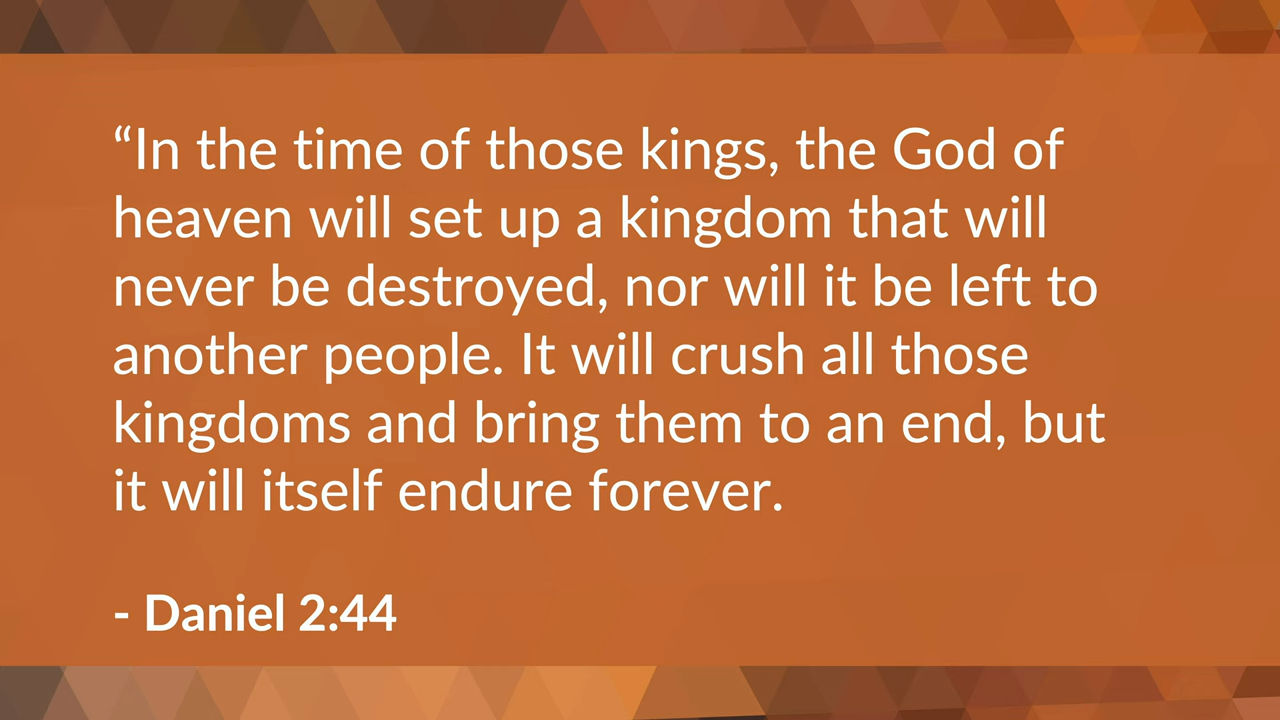 “In the time of those kings, the God of
heaven will set up a kingdom that will
never be destroyed, nor will it be left to
another people. It will crush all those
kingdoms and bring them to an end, but
it will itself endure forever.
- Daniel 2:44